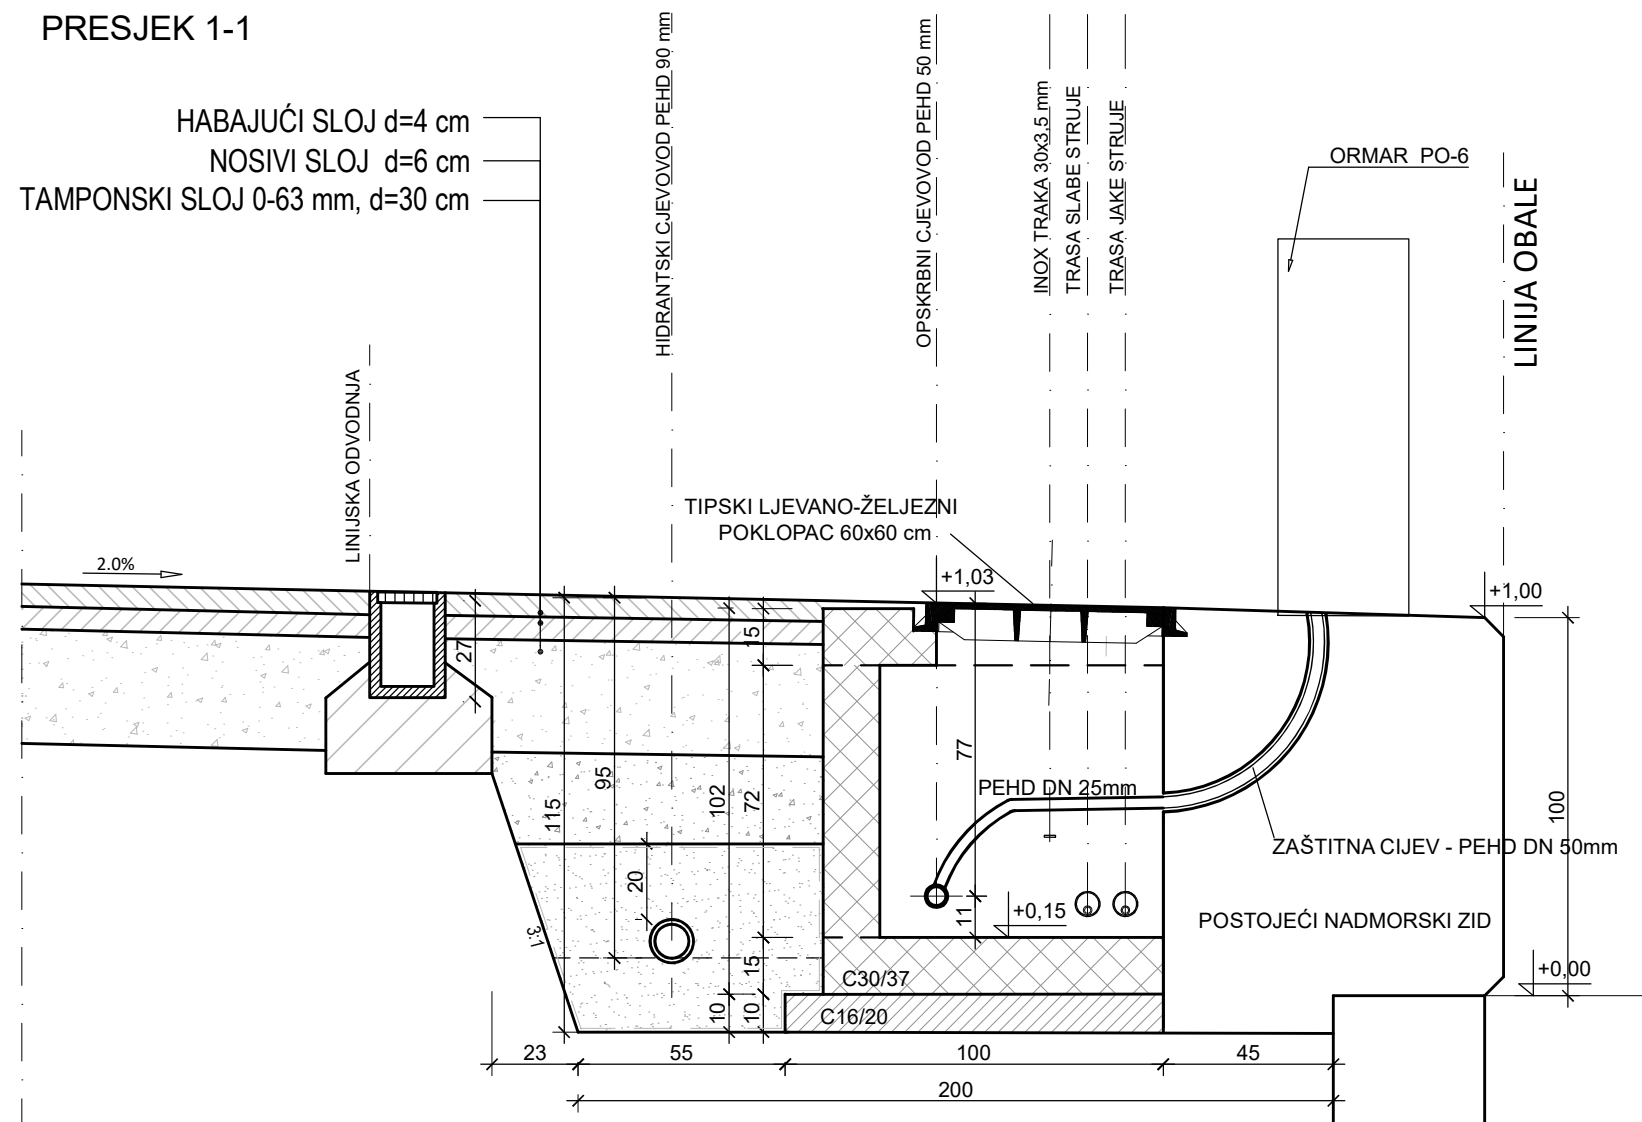 PRESJEK 1-1
HABAJUĆI SLOJ d=4 cm
NOSIVI SLOJ d=6 cm
TAMPONSKI SLOJ 0-63 mm, d=30 cm
LINIJSKA ODVODNJA
HIDRANTSKI CJEVOVOD PEHD 90 mm
OPSKRBNI CJEVOVOD PEHD 50 mm
INOX TRAKA 30x3,5 mm
TRASA SLABE STRUJE
TRASA JAKE STRUJE
ORMAR PO-6
LINIJA OBALE
TIPSKI LJEVANO-ŽELJEZNI
POKLOPAC 60x60 cm
2.0%
+1,03
+1,00
15
27
77
PEHD DN 25mm
95
115
102
72
100
ZAŠTITNA CIJEV - PEHD DN 50mm
20
11
+0,15
POSTOJEĆI NADMORSKI ZID
3:1
15
C30/37
+0,00
10
10
C16/20
23
55
100
45
200